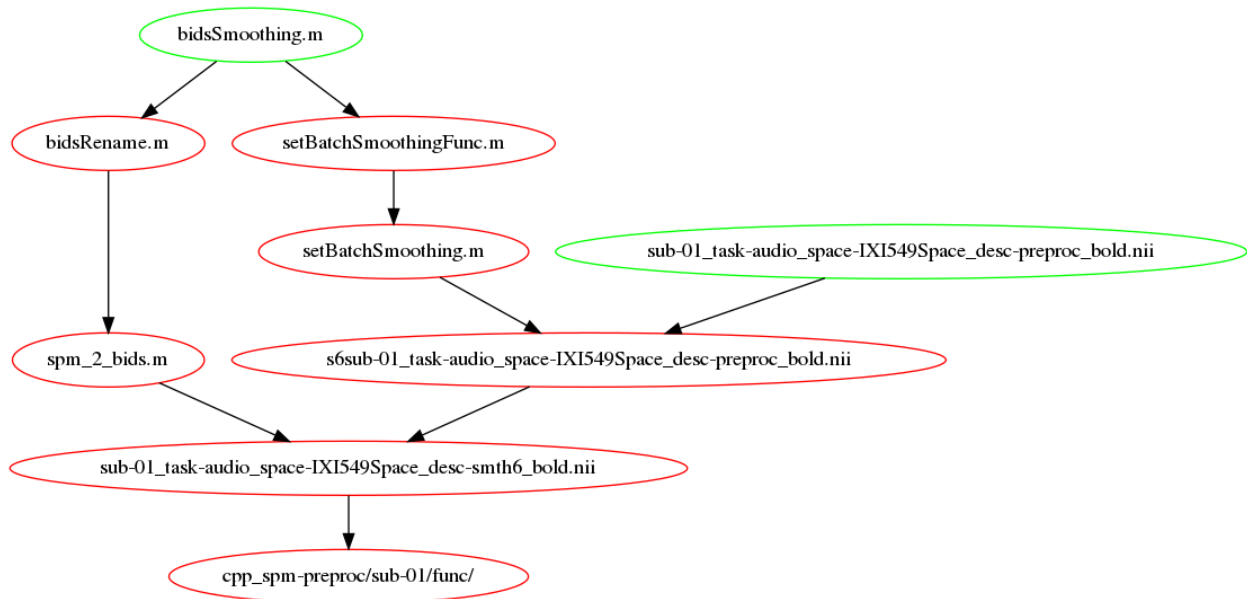 bidsSmoothing.m
bidsRename.m
setBatchSmoothingFunc.m
setBatchSmoothing.m
sub-01_task-audio_space-IXI549Space_desc-preproc_bold.nii
spm_2_bids.m
s6sub-01_task-audio_space-IXI549Space_desc-preproc_bold.nii
sub-01_task-audio_space-IXI549Space_desc-smth6_bold.nii
cpp_spm-preproc/sub-01/func/